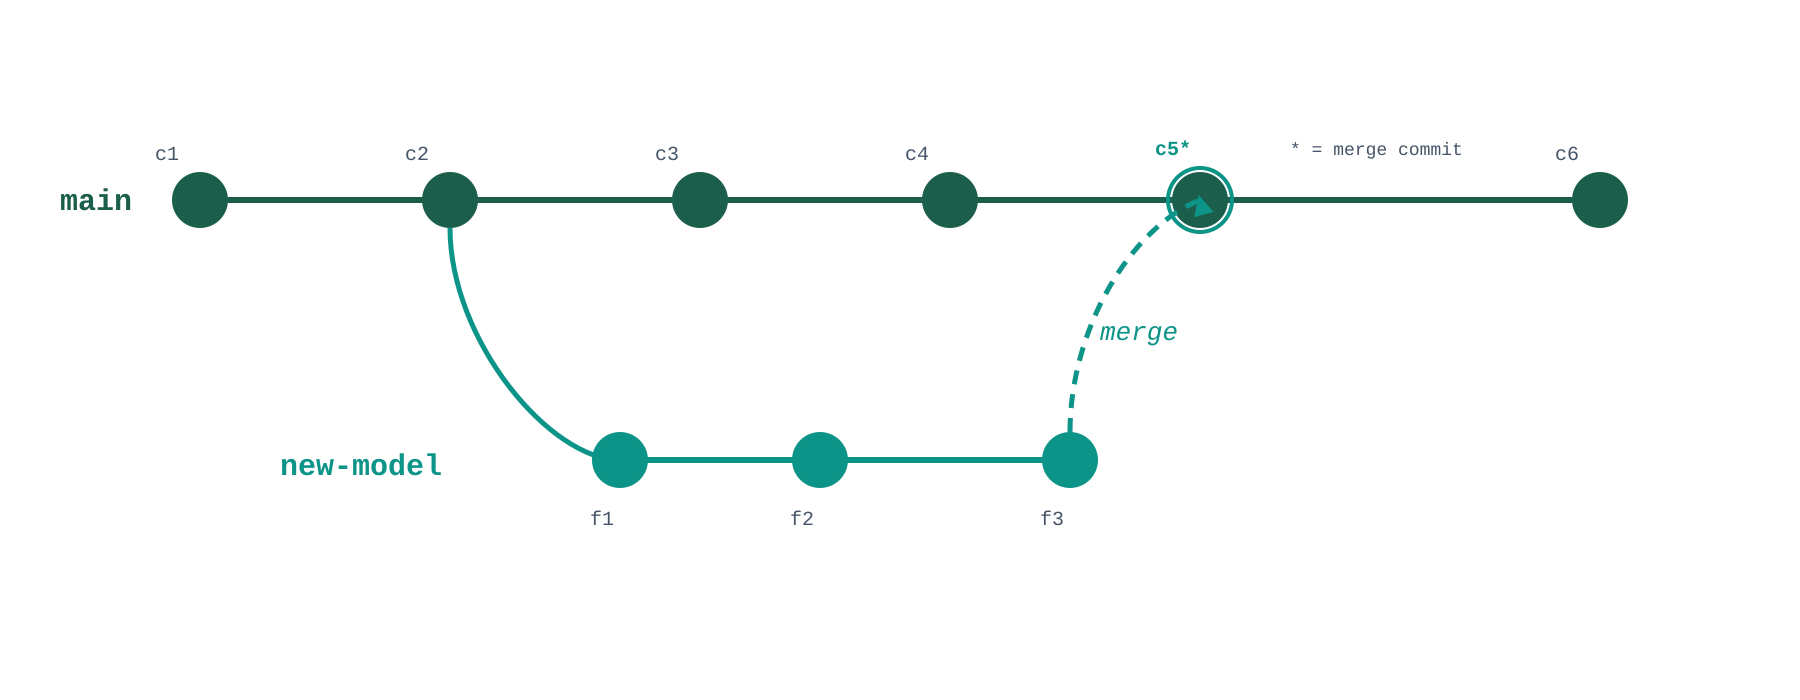 c1
c2
c3
c4
c5*
* = merge commit
c6
main
merge
new-model
f1
f2
f3